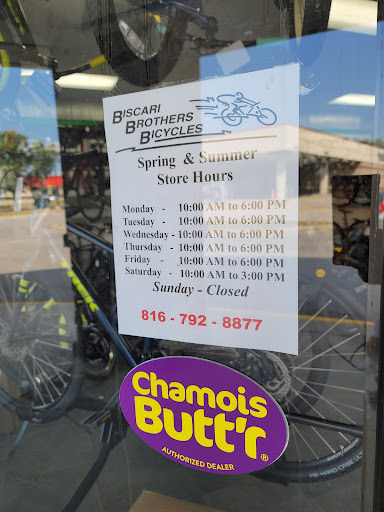 BISCARI
BROTHERS
BICYCLES
Spring & Summer
Store Hours
Monday - 10:00 AM to 6:00 PM
Tuesday - 10:00 AM to 6:00 PM
Wednesday - 10:00 AM to 6:00 PM
Thursday - 10:00 AM to 6:00 PM
Friday - 10:00 AM to 6:00 PM
Saturday - 10:00 AM to 3:00 PM
Sunday - Closed
816 - 792 - 8877
Chamois
Butt'r®
AUTHORIZED DEALER